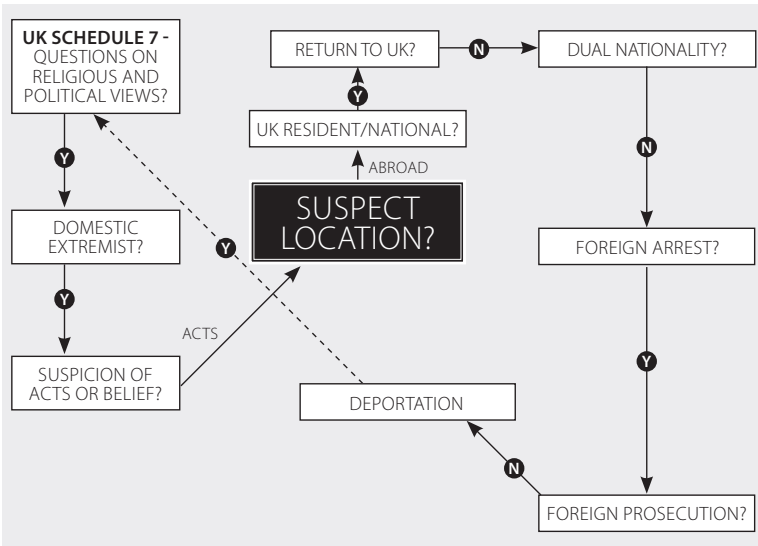 UK SCHEDULE 7 -
QUESTIONS ON
RELIGIOUS AND
POLITICAL VIEWS?
Y
DOMESTIC
EXTREMIST?
Y
SUSPICION OF
ACTS OR BELIEF?
ACTS
SUSPECT
LOCATION?
ABROAD
UK RESIDENT/NATIONAL?
Y
RETURN TO UK?
N
DUAL NATIONALITY?
N
FOREIGN ARREST?
Y
FOREIGN PROSECUTION?
N
DEPORTATION
Y